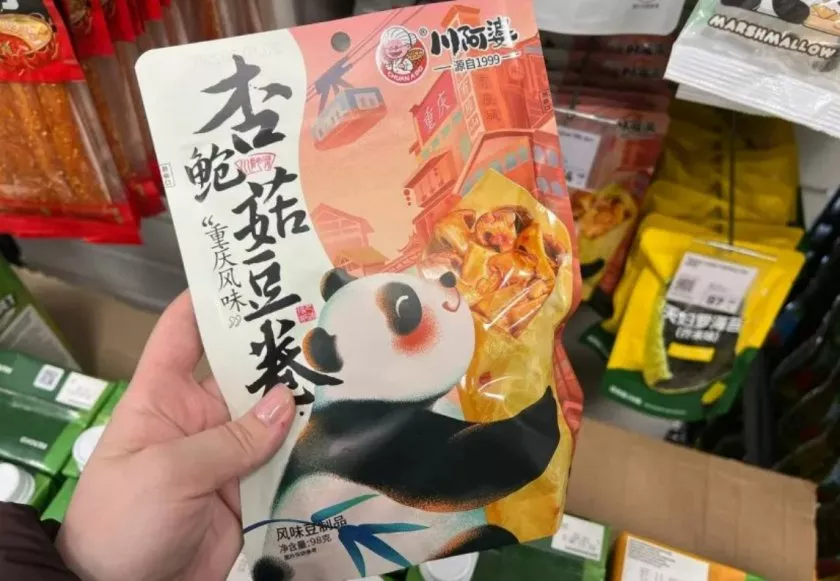 川阿婆
®
源自1999
杏鲍菇豆卷
“重庆风味”
重庆
风味豆制品
净含量:98克
MARSHMALLOW